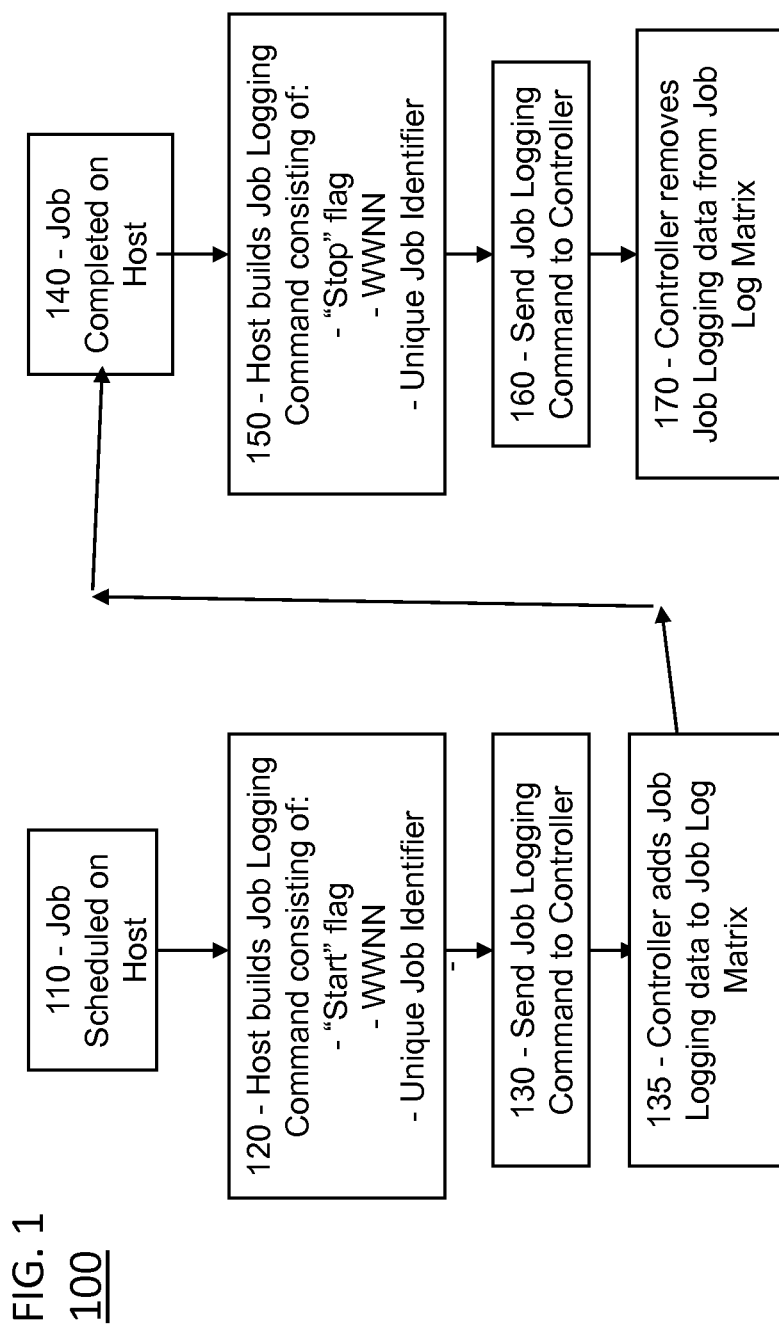 FIG. 1
100
110 - Job
Scheduled on
Host
120 - Host builds Job Logging
Command consisting of:
- “Start” flag
- WWNN
- Unique Job Identifier
130 - Send Job Logging
Command to Controller
135 - Controller adds Job
Logging data to Job Log
Matrix
140 - Job
Completed on
Host
150 - Host builds Job Logging
Command consisting of:
- “Stop” flag
- WWNN
- Unique Job Identifier
160 - Send Job Logging
Command to Controller
170 - Controller removes
Job Logging data from Job
Log Matrix